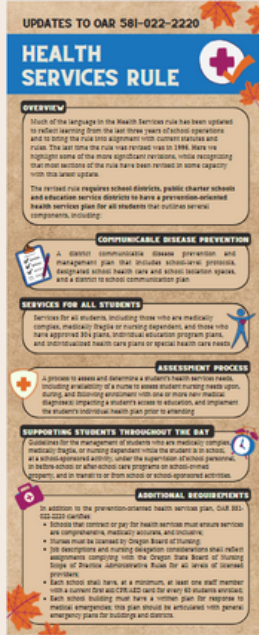 UPDATES TO OAR 581-022-2220
HEALTH
SERVICES RULE
OVERVIEW
Much of the language in the Health Services rule has been updated
to reflect learning from the last three years of school operations
and to bring the rule into alignment with current statutes and
rules. The last time the rule was revised was in 1996. Here we
highlight some of the more significant revisions, while recognizing
that most sections of the rule have been revised in some capacity
with this latest update.
The revised rule requires school districts, public charter schools
and education service districts to have a prevention-oriented
health services plan for all students that outlines several
components, including:
COMMUNICABLE DISEASE PREVENTION
A district communicable disease prevention and
management plan that includes school-level protocols,
designated school health care and school isolation spaces,
and a district to school communication plan
SERVICES FOR ALL STUDENTS
Services for all students, including those who are medically
complex, medically fragile or nursing dependent, and those who
have approved 504 plans, individual education program plans,
and individualized health care plans or special health care needs
ASSESSMENT PROCESS
A process to assess and determine a student's health services needs,
including availability of a nurse to assess student nursing needs upon,
during, and following enrollment with one or more new medical
diagnose(s) impacting a student's access to education, and implement
the student's individual health plan prior to attending
SUPPORTING STUDENTS THROUGHOUT THE DAY
Guidelines for the management of students who are medically complex,
medically fragile, or nursing dependent while the student is in school,
at a school-sponsored activity, under the supervision of school personnel,
in before-school or after-school care programs on school-owned
property, and in transit to or from school or school-sponsored activities.
ADDITIONAL REQUIREMENTS
In addition to the prevention-oriented health services plan, OAR 581-
022-2220 clarifies:
Schools that contract or pay for health services must ensure services
are comprehensive, medically accurate, and inclusive;
Nurses must be licensed by Oregon Board of Nursing;
Job descriptions and nursing delegation considerations shall reflect
assignments complying with the Oregon State Board of Nursing
Scope of Practice Administrative Rules for all levels of licensed
providers;
Each school shall have, at a minimum, at least one staff member
with a current first aid/CPR/AED card for every 60 students enrolled;
Each school building must have a written plan for response to
medical emergencies; this plan should be articulated with general
emergency plans for buildings and districts.